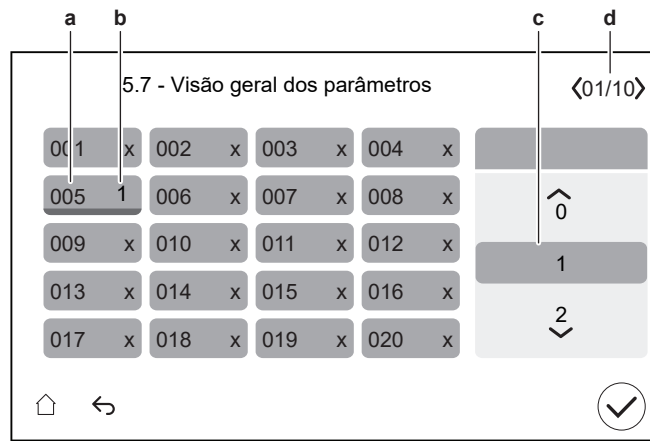 a b c d
5.7 - Visão geral dos parâmetros 01/10
001 x 002 x 003 x 004 x
005 1 006 x 007 x 008 x 0
009 x 010 x 011 x 012 x 1
013 x 014 x 015 x 016 x 2
017 x 018 x 019 x 020 x